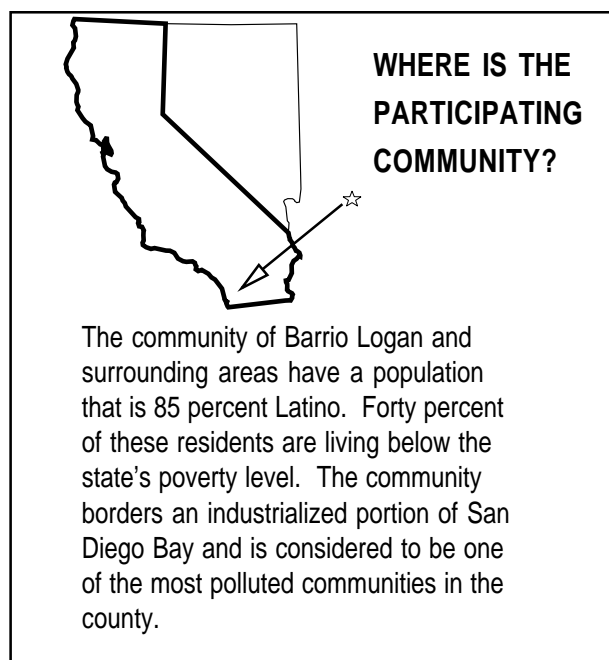 WHERE IS THE
PARTICIPATING
COMMUNITY?
The community of Barrio Logan and
surrounding areas have a population
that is 85 percent Latino.  Forty percent
of these residents are living below the
state's poverty level.  The community
borders an industrialized portion of San
Diego Bay and is considered to be one
of the most polluted communities in the
county.